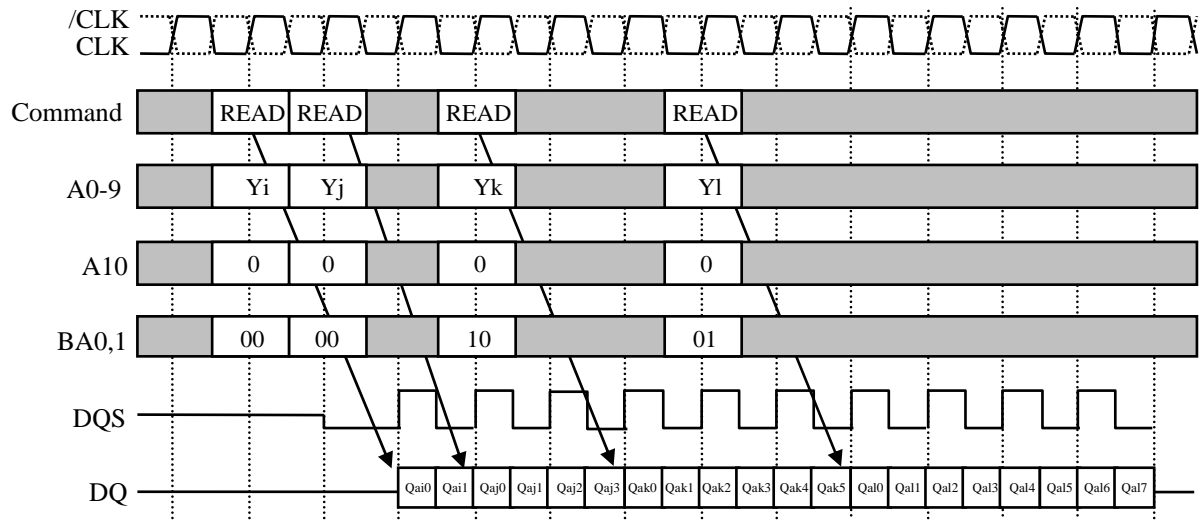 /CLK
CLK
Command READ READ READ READ
A0-9 Yi Yj Yk Yl
A10 0 0 0 0
BA0,1 00 00 10 01
DQS
DQ Qai0 Qai1 Qaj0 Qaj1 Qaj2 Qaj3 Qak0 Qak1 Qak2 Qak3 Qak4 Qak5 Qal0 Qal1 Qal2 Qal3 Qal4 Qal5 Qal6 Qal7